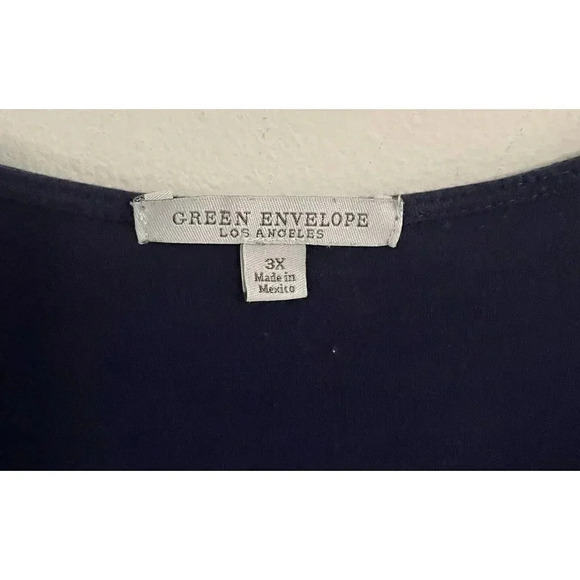 GREEN ENVELOPE
LOS ANGELES
3X
Made in
Mexico